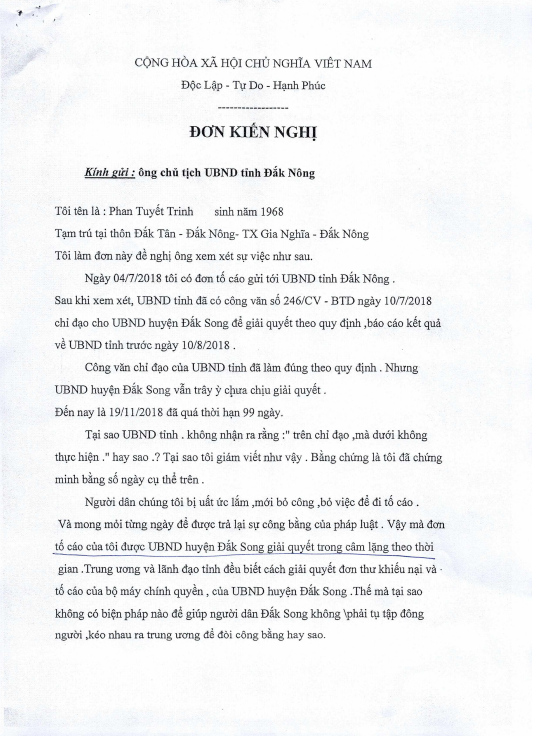 CỘNG HÒA XÃ HỘI CHỦ NGHĨA VIÊT NAM
Độc Lập - Tự Do - Hạnh Phúc
------------------
ĐƠN KIẾN NGHỊ
Kính gửi : ông chủ tịch UBND tỉnh Đắk Nông
Tôi tên là : Phan Tuyết Trinh sinh năm 1968
Tạm trú tại thôn Đắk Tân - Đắk Nông- TX Gia Nghĩa - Đắk Nông
Tôi làm đơn này đề nghị ông xem xét sự việc như sau.
Ngày 04/7/2018 tôi có đơn tố cáo gửi tới UBND tỉnh Đắk Nông .
Sau khi xem xét, UBND tỉnh đã có công văn số 246/CV - BTD ngày 10/7/2018
chỉ đạo cho UBND huyện Đắk Song để giải quyết theo quy định ,báo cáo kết quả
về UBND tỉnh trước ngày 10/8/2018 .
Công văn chỉ đạo của UBND tỉnh đã làm đúng theo quy định . Nhưng
UBND huyện Đắk Song vẫn trây ỳ chưa chịu giải quyết .
Đến nay là 19/11/2018 đã quá thời hạn 99 ngày.
Tại sao UBND tỉnh . không nhận ra rằng :" trên chỉ đạo ,mà dưới không
thực hiện ." hay sao .? Tại sao tôi giám viết như vậy . Bằng chứng là tôi đã chứng
minh bằng số ngày cụ thể trên .
Người dân chúng tôi bị uất ức lắm ,mới bỏ công ,bỏ việc để đi tố cáo .
Và mong mỏi từng ngày để được trả lại sự công bằng của pháp luật . Vậy mà đơn
tố cáo của tôi được UBND huyện Đắk Song giải quyết trong câm lặng theo thời
gian .Trung ương và lãnh đạo tỉnh đều biết cách giải quyết đơn thư khiếu nại và
tố cáo của bộ máy chính quyền , của UBND huyện Đắk Song .Thế mà tại sao
không có biện pháp nào để giúp người dân Đắk Song không \phải tụ tập đông
người ,kéo nhau ra trung ương để đòi công bằng hay sao.